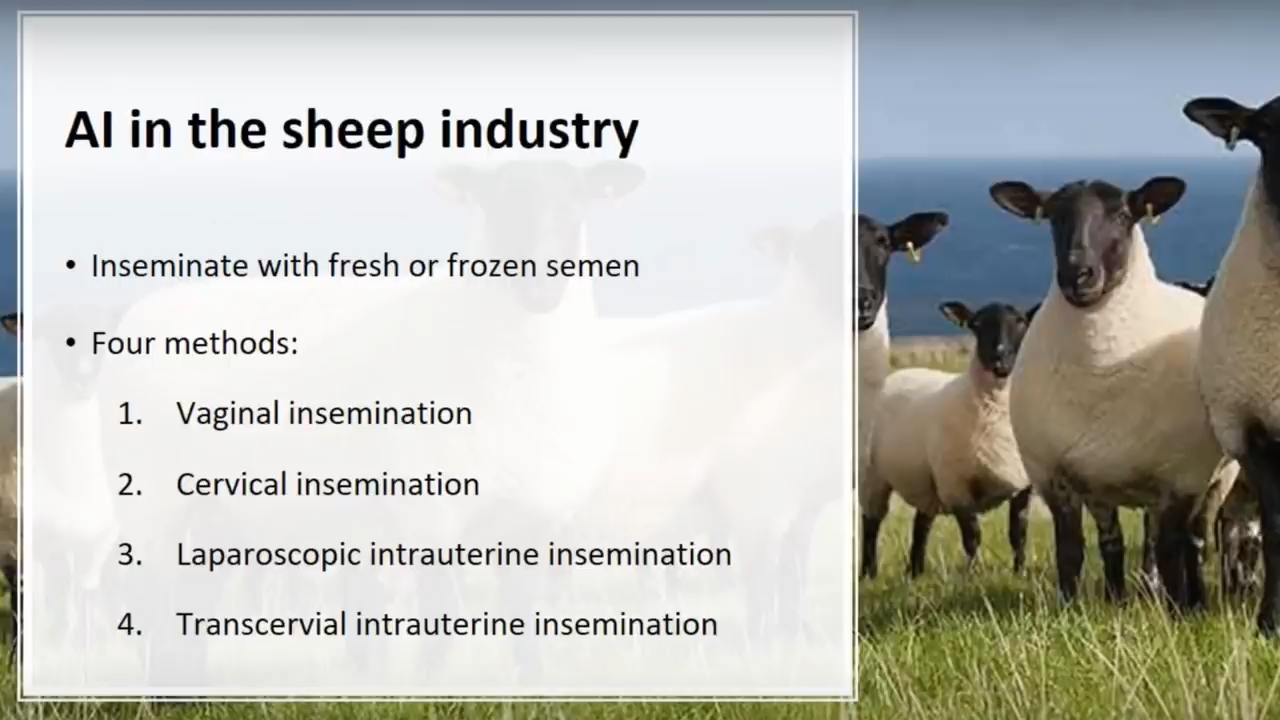 AI in the sheep industry
• Inseminate with fresh or frozen semen
• Four methods:
1. Vaginal insemination
2. Cervical insemination
3. Laparoscopic intrauterine insemination
4. Transcervial intrauterine insemination